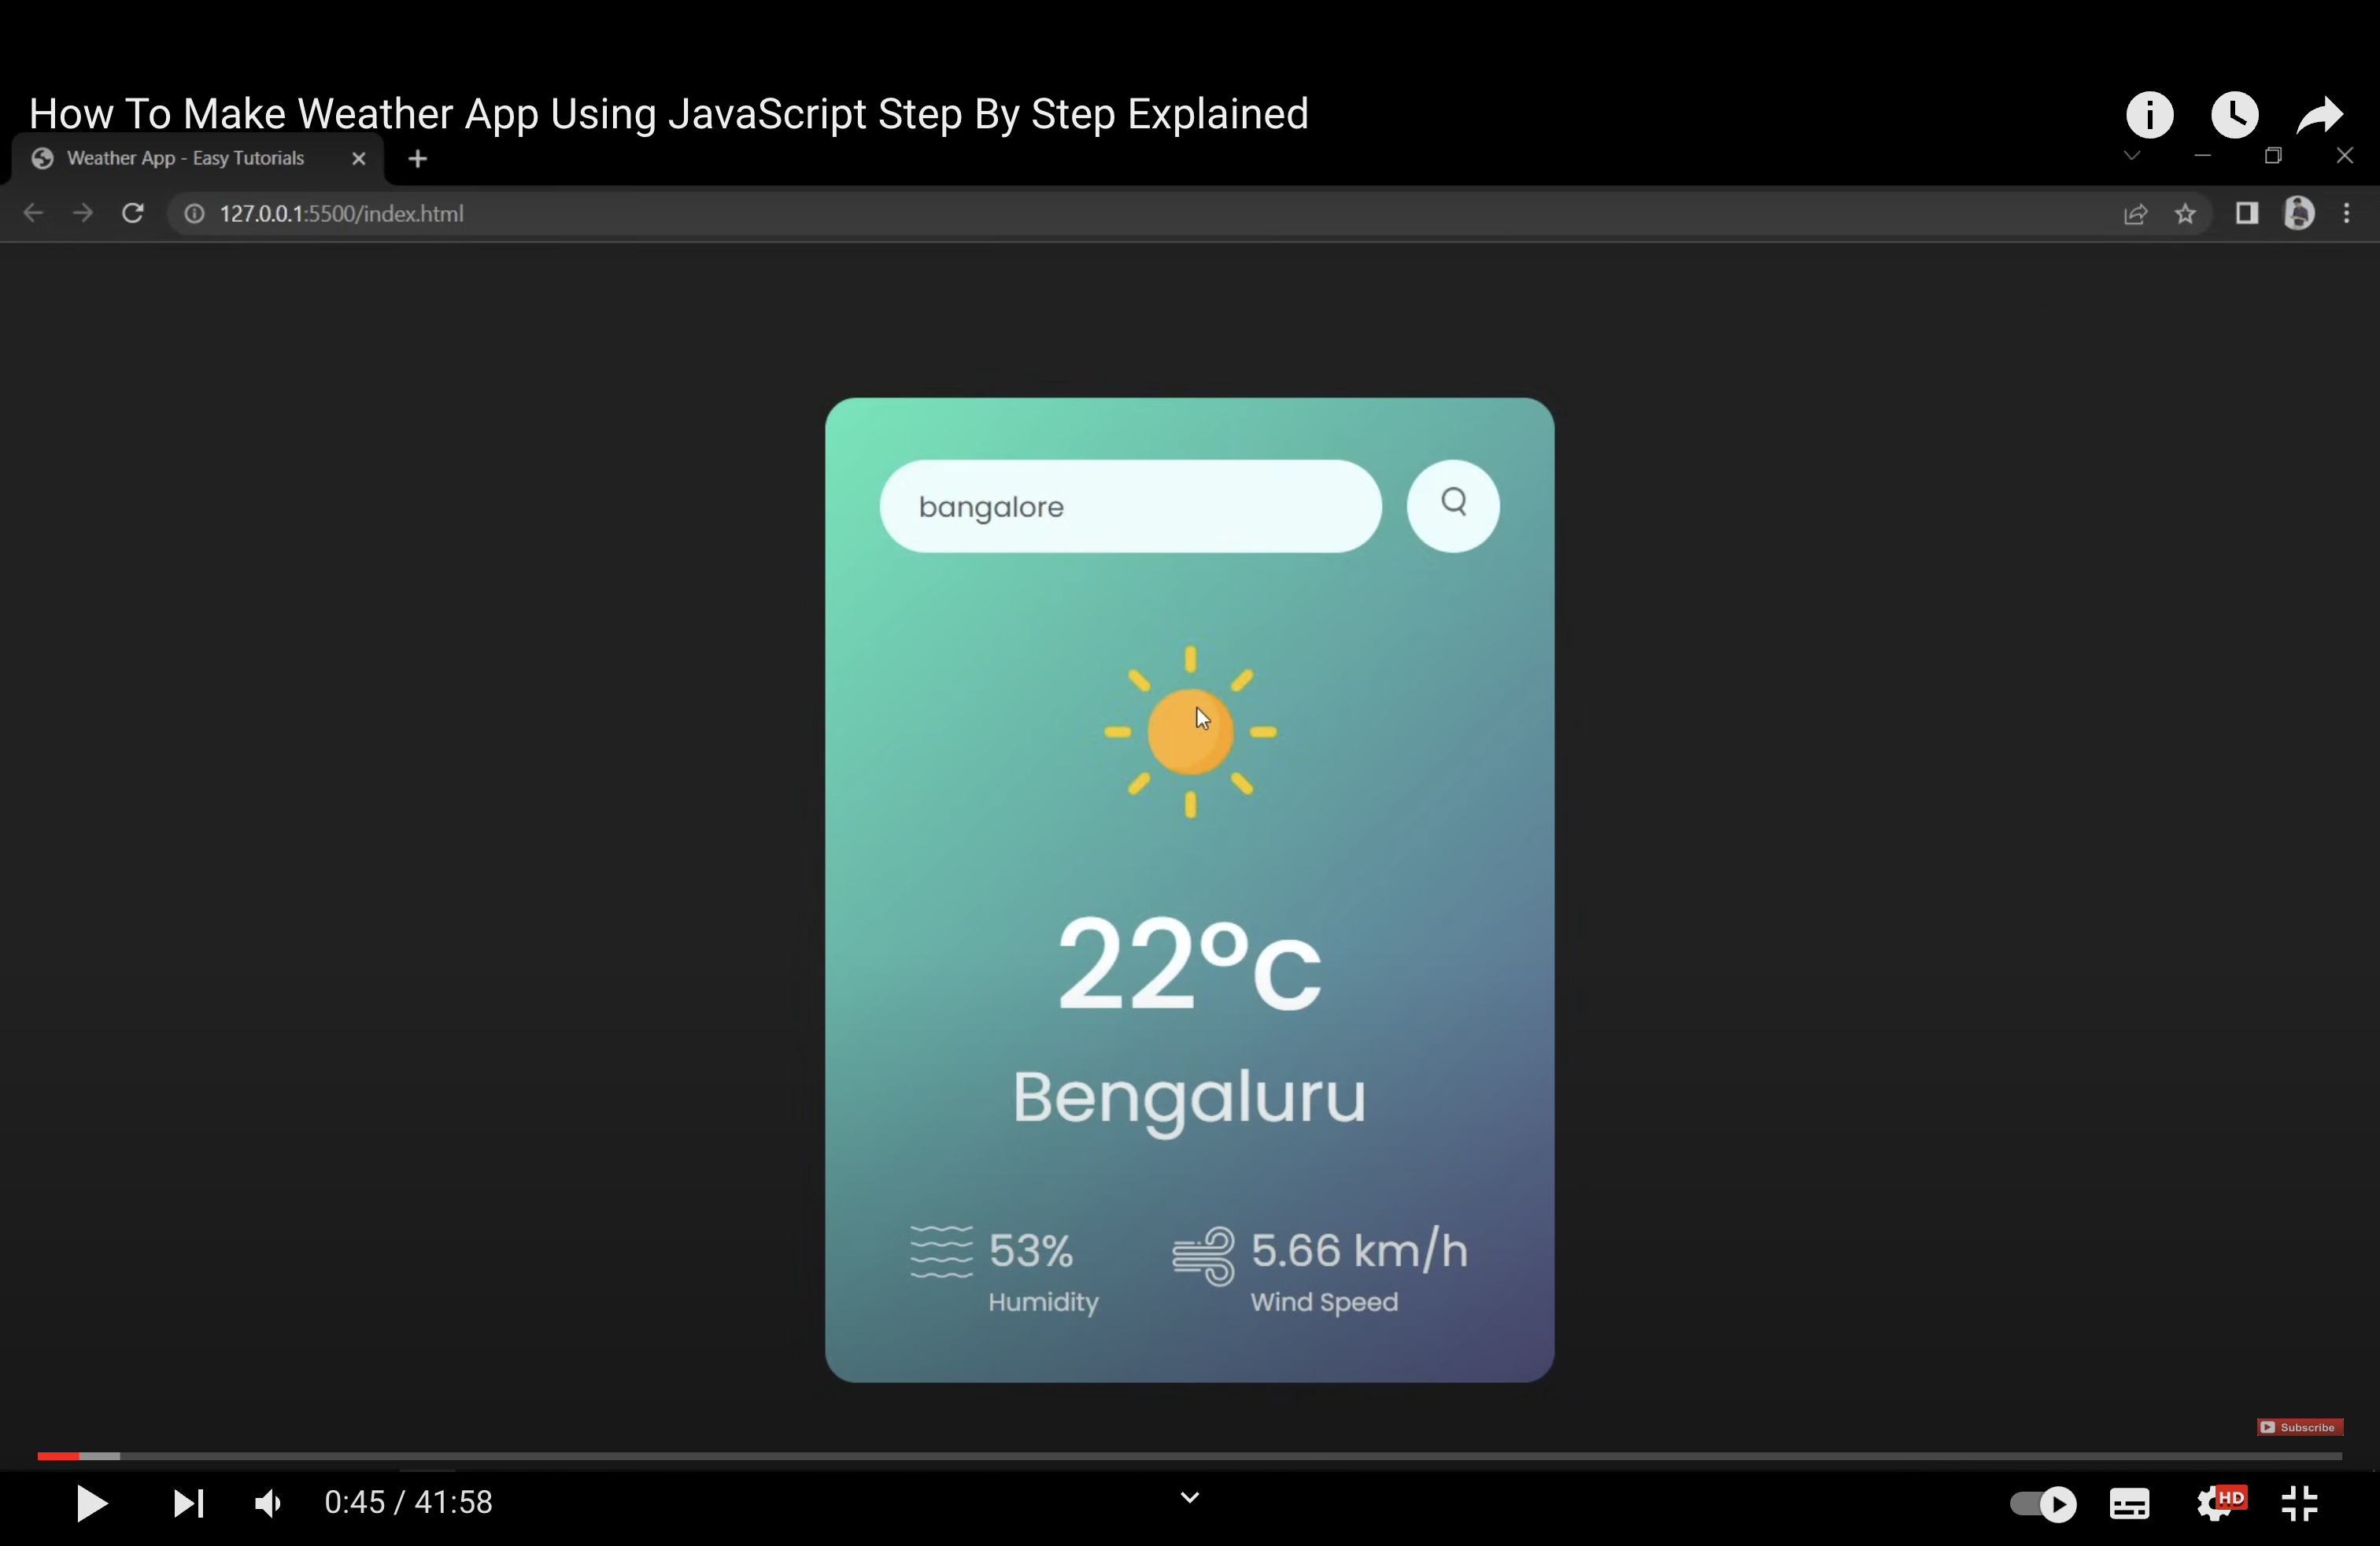 How To Make Weather App Using JavaScript Step By Step Explained
Weather App - Easy Tutorials
127.0.0.1:5500/index.html
bangalore
22°c
Bengaluru
53%
Humidity
5.66 km/h
Wind Speed
Subscribe
0:45 / 41:58
HD